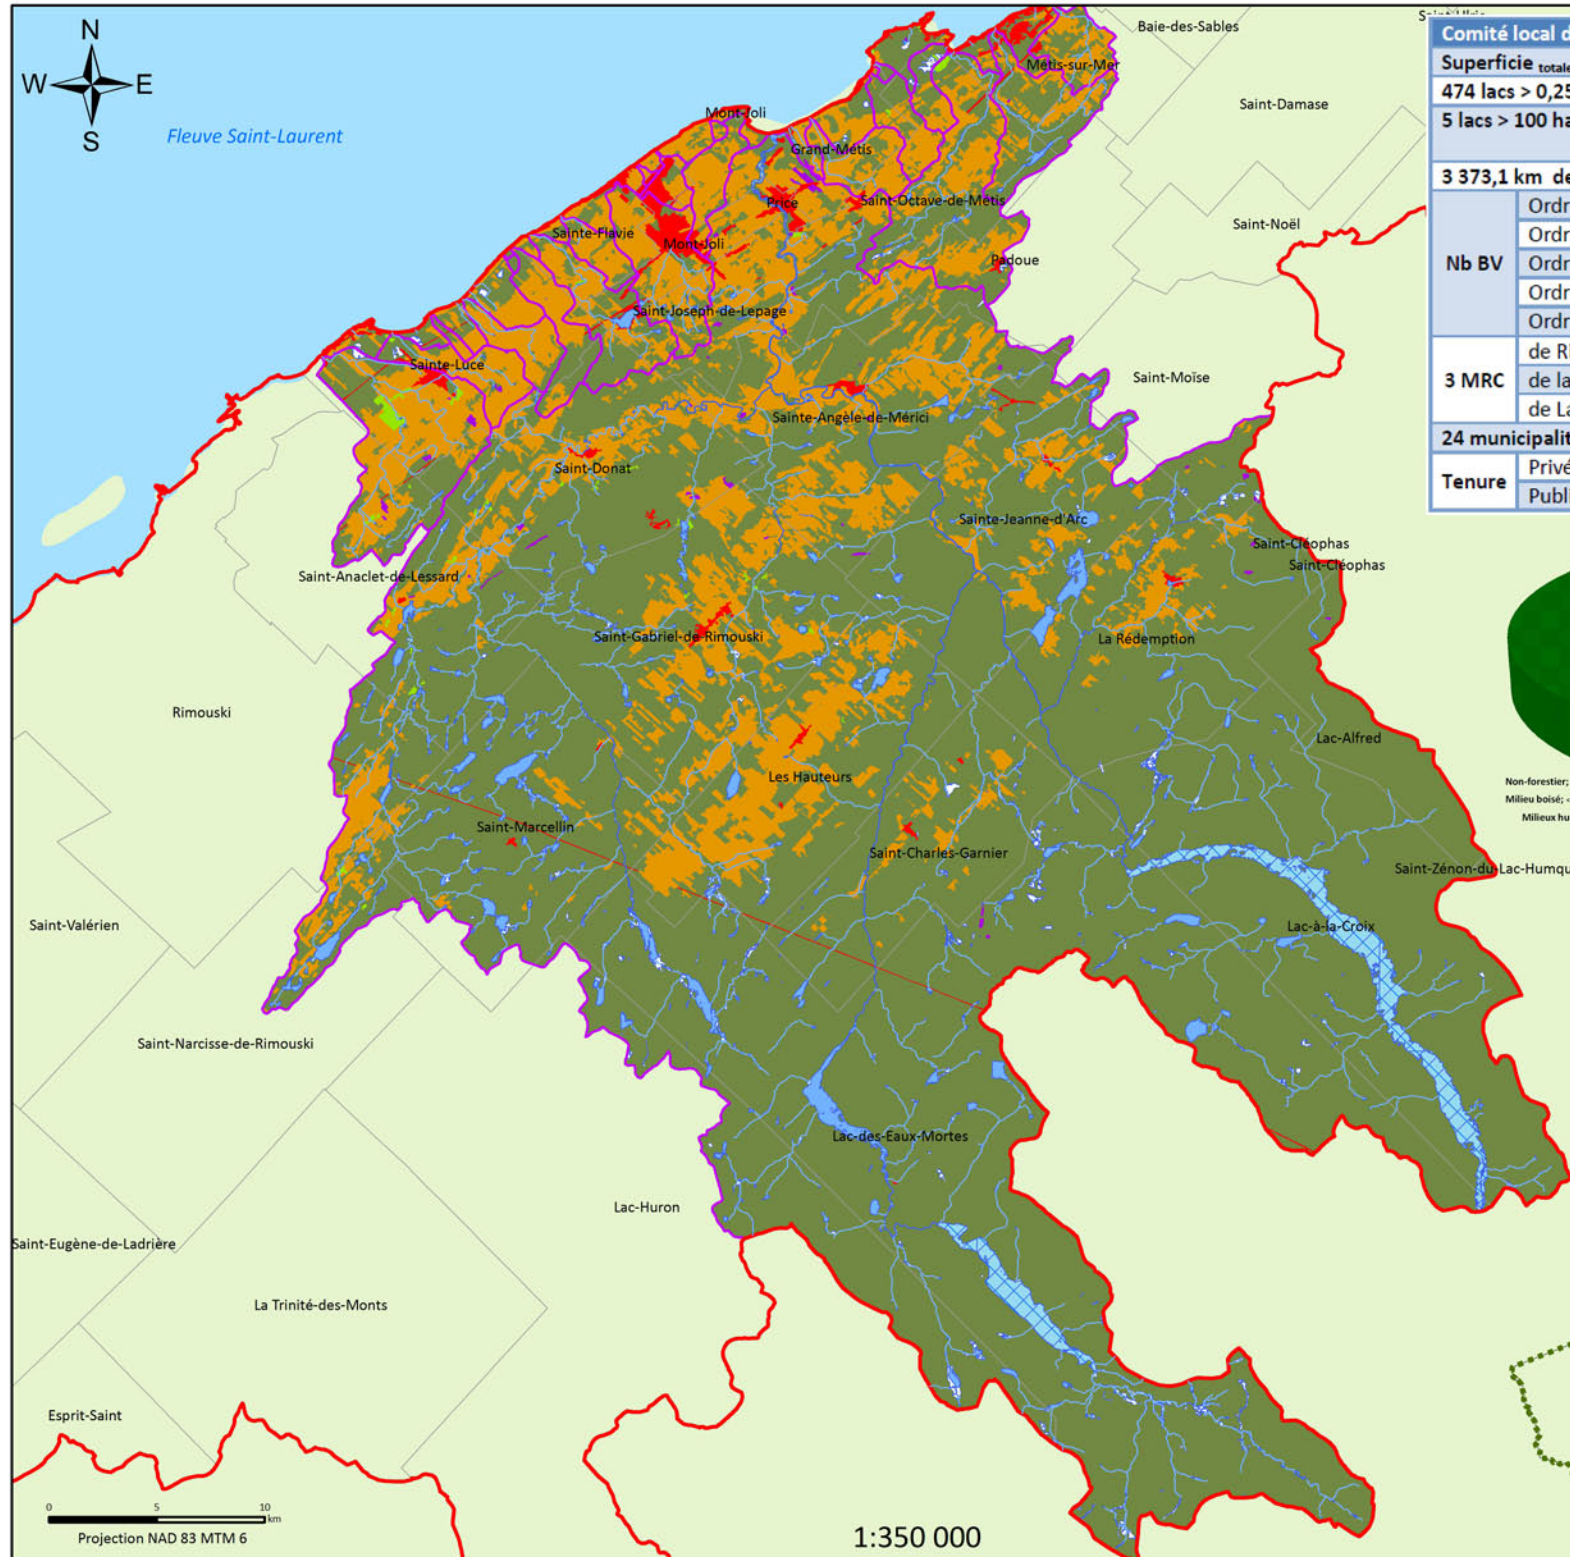 N
W E
S
Fleuve Saint-Laurent
Baie-des-Sables
Métis-sur-Mer
Saint-Damase
Mont-Joli
Grand-Métis
Price
Saint-Octave-de-Métis
Saint-Noël
Sainte-Flavie
Mont-Joli
Padoue
Saint-Joseph-de-Lepage
Sainte-Luce
Saint-Moïse
Sainte-Angèle-de-Mérici
Saint-Donat
Sainte-Jeanne-d'Arc
Saint-Cléophas
Saint-Cléophas
Saint-Anaclet-de-Lessard
Saint-Gabriel-de-Rimouski
La Rédemption
Rimouski
Lac-Alfred
Les Hauteurs
Saint-Marcellin
Saint-Charles-Garnier
Saint-Zénon-du-Lac-Humqu
Saint-Valérien
Lac-à-la-Croix
Saint-Narcisse-de-Rimouski
Lac-des-Eaux-Mortes
Lac-Huron
Saint-Eugène-de-Ladrière
La Trinité-des-Monts
Esprit-Saint
Comité local d
Superficie totale
474 lacs > 0,25
5 lacs > 100 ha
3 373,1 km de
Nb BV
Ordr
Ordr
Ordr
Ordr
Ordr
3 MRC
de Ri
de la
de La
24 municipalit
Tenure
Privé
Publi
Non-forestier;
Milieu boisé; <
Milieux hu
0 5 10
km
Projection NAD 83 MTM 6
1:350 000